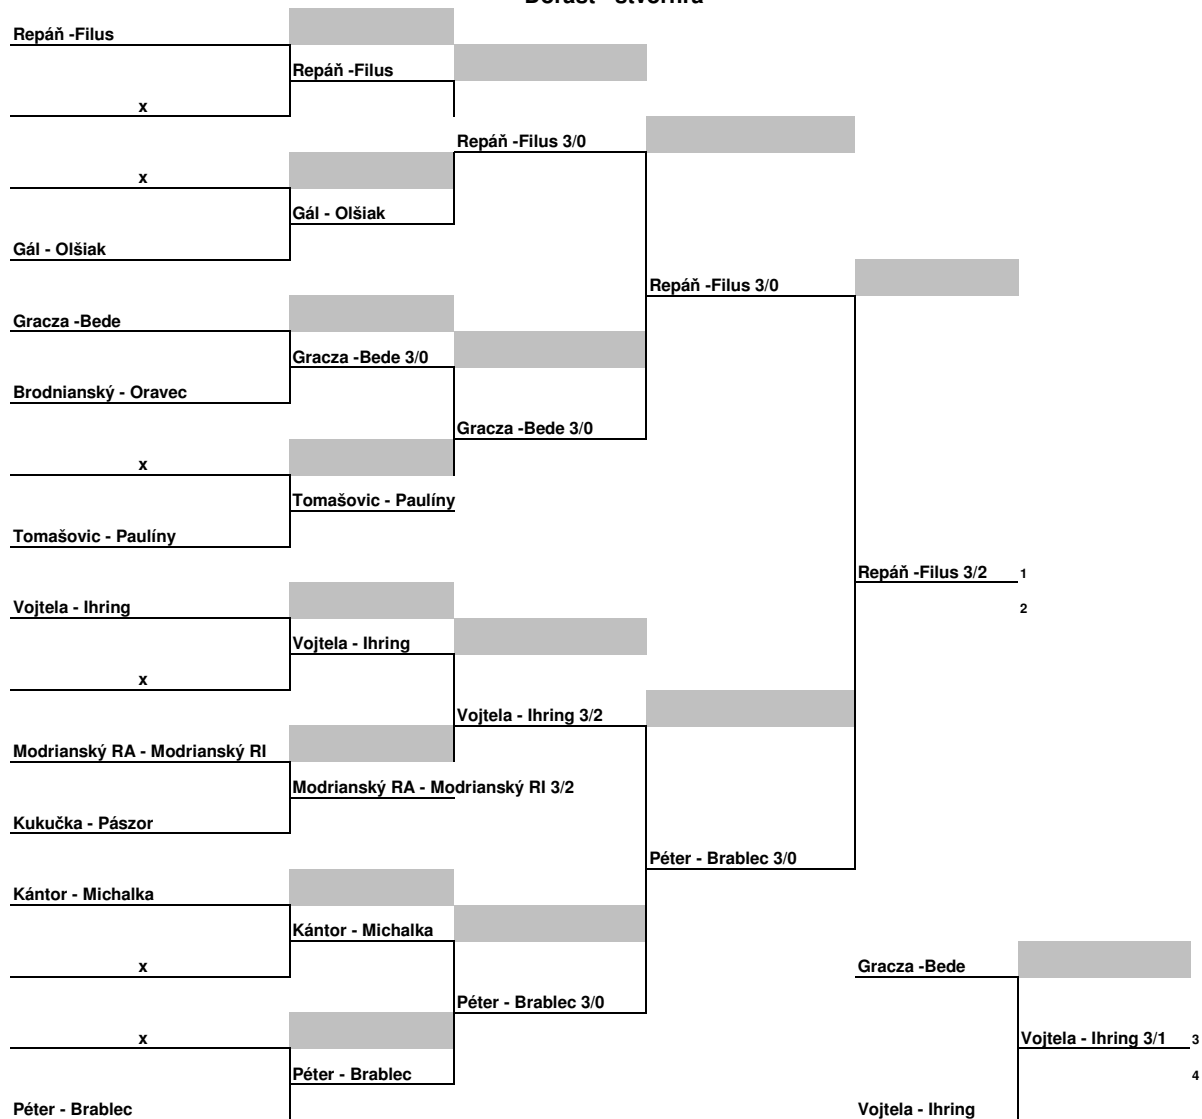 Dorast - štvorhra
Repáň -Filus
Repáň -Filus
x
Repáň -Filus 3/0
x
Gál - Olšiak
Gál - Olšiak
Repáň -Filus 3/0
Gracza -Bede
Gracza -Bede 3/0
Brodnianský - Oravec
Gracza -Bede 3/0
x
Tomašovic - Paulíny
Tomašovic - Paulíny
Repáň -Filus 3/2 1
2
Vojtela - Ihring
Vojtela - Ihring
x
Vojtela - Ihring 3/2
Modrianský RA - Modrianský RI
Modrianský RA - Modrianský RI 3/2
Kukučka - Pászor
Péter - Brablec 3/0
Kántor - Michalka
Kántor - Michalka
x
Gracza -Bede
Péter - Brablec 3/0
x
Vojtela - Ihring 3/1 3
Péter - Brablec
4
Péter - Brablec
Vojtela - Ihring